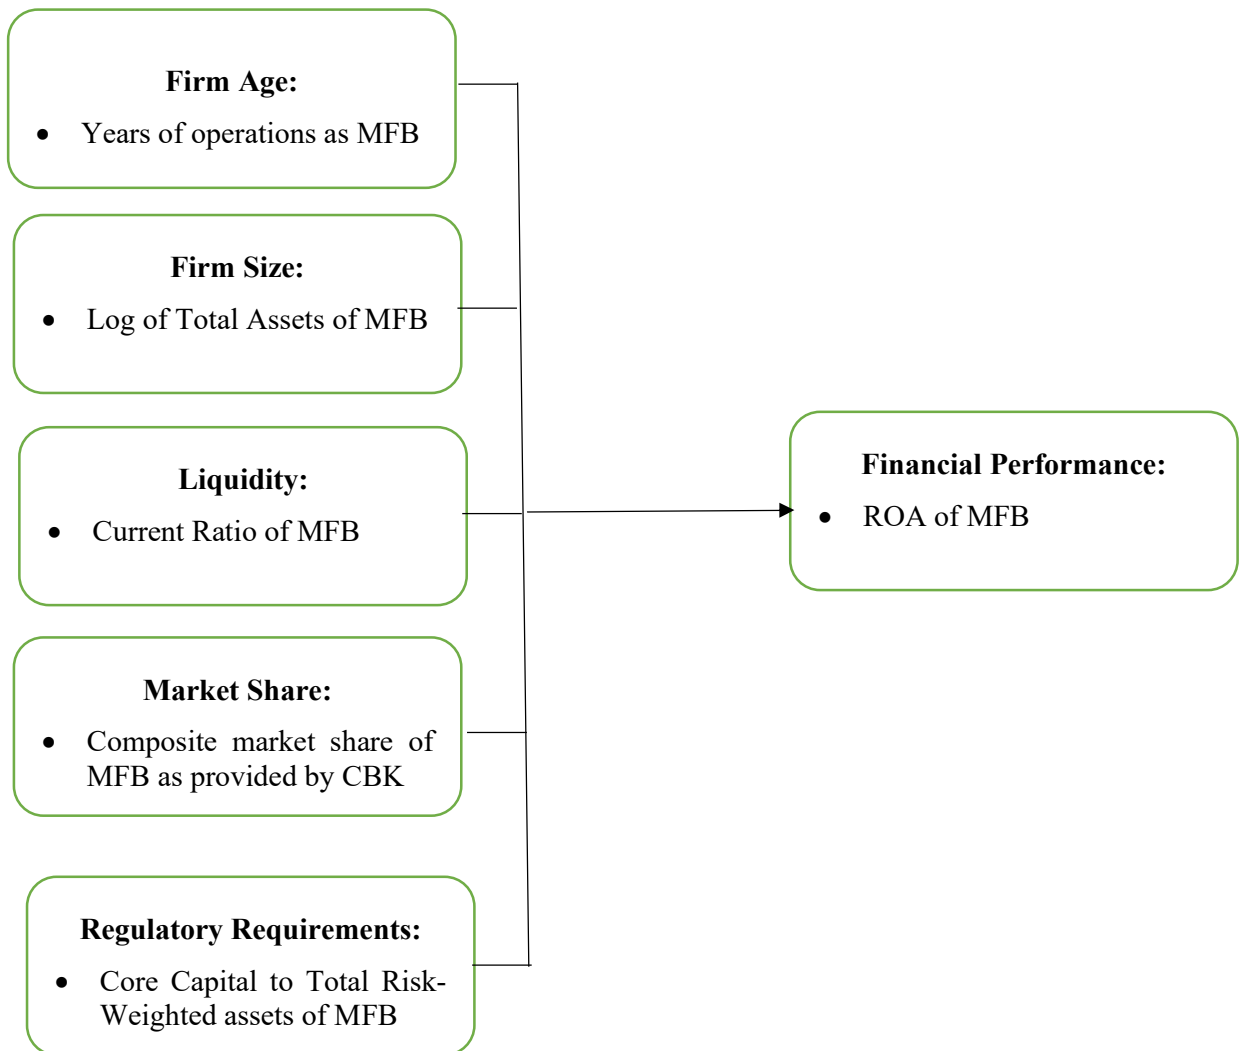 Firm Age:
• Years of operations as MFB
Firm Size:
• Log of Total Assets of MFB
Liquidity:
• Current Ratio of MFB
Market Share:
• Composite market share of
MFB as provided by CBK
Regulatory Requirements:
• Core Capital to Total Risk-
Weighted assets of MFB
Financial Performance:
• ROA of MFB